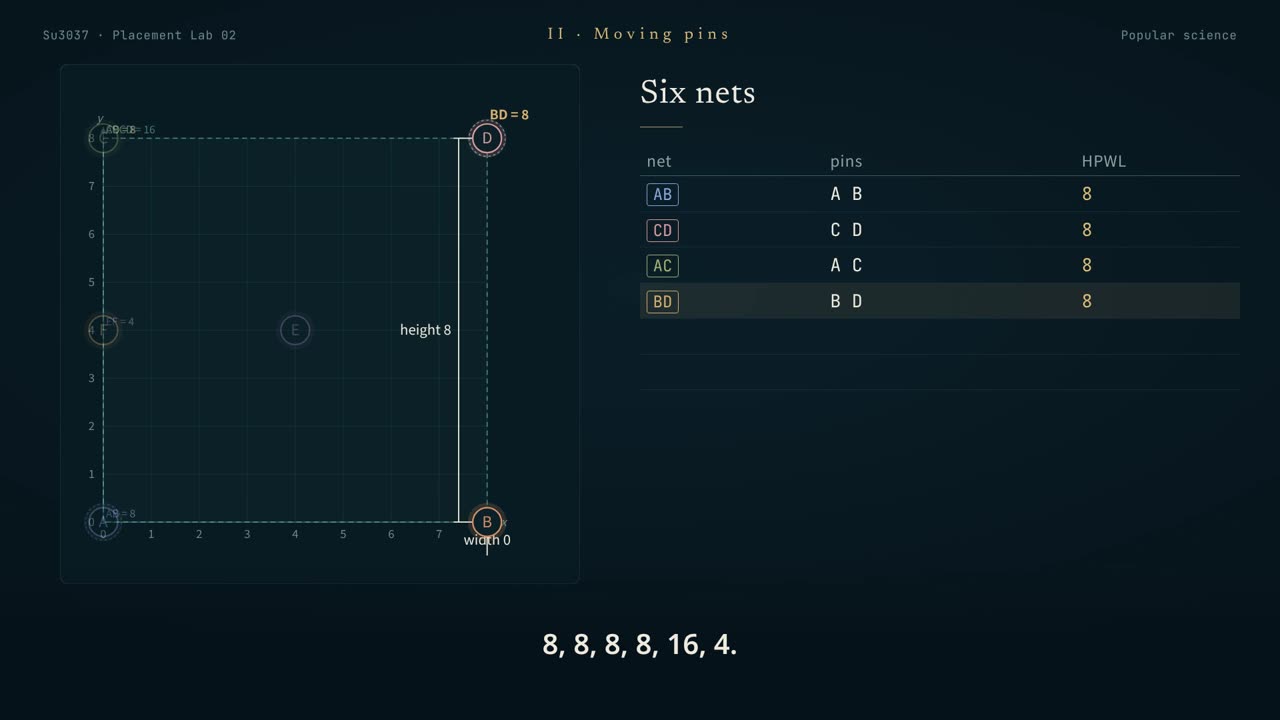 Su3037 · Placement Lab 02
II · Moving pins
Popular science
Six nets
net pins HPWL
AB A B 8
CD C D 8
AC A C 8
BD B D 8
y
BD = 8
8 C D
7
6
5
4 F EF = 4 E height 8
3
2
1
0 A B x
0 1 2 3 4 5 6 7
width 0
8, 8, 8, 8, 16, 4.